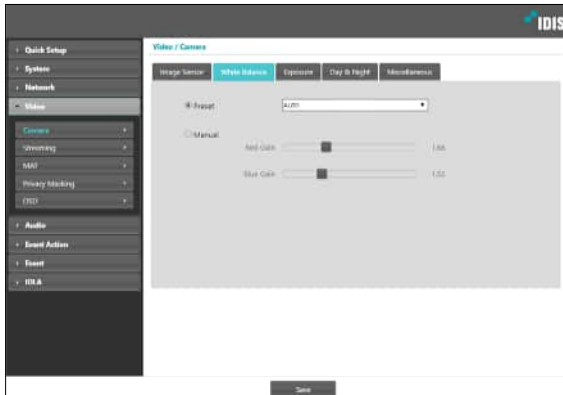 IDIS
Quick Setup
System
Network
Video
Camera
Streaming
MAT
Privacy Masking
OSD
Audio
Event Action
Event
IDLA
Video / Camera
Image Sensor
White Balance
Exposure
Day & Night
Miscellaneous
Preset
AUTO
Manual
Red Gain
Blue Gain
Save